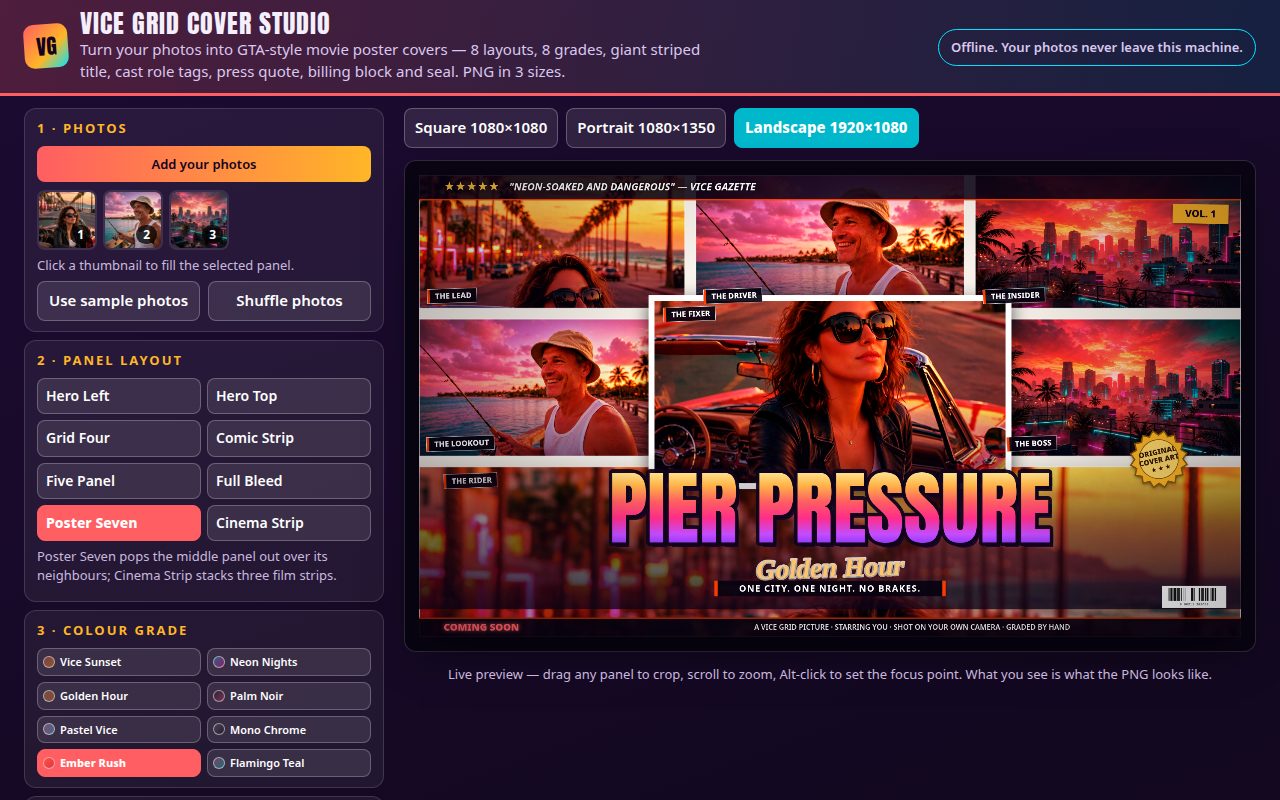 VG
VICE GRID COVER STUDIO
Turn your photos into GTA-style movie poster covers — 8 layouts, 8 grades, giant striped
title, cast role tags, press quote, billing block and seal. PNG in 3 sizes.
Offline. Your photos never leave this machine.
1 · PHOTOS
Add your photos
1
2
3
Click a thumbnail to fill the selected panel.
Use sample photos
Shuffle photos
2 · PANEL LAYOUT
Hero Left
Hero Top
Grid Four
Comic Strip
Five Panel
Full Bleed
Poster Seven
Cinema Strip
Poster Seven pops the middle panel out over its
neighbours; Cinema Strip stacks three film strips.
3 · COLOUR GRADE
Vice Sunset
Neon Nights
Golden Hour
Palm Noir
Pastel Vice
Mono Chrome
Ember Rush
Flamingo Teal
Square 1080×1080
Portrait 1080×1350
Landscape 1920×1080
★★★★★ "NEON-SOAKED AND DANGEROUS" — VICE GAZETTE
VOL. 1
THE LEAD
THE DRIVER
THE INSIDER
THE FIXER
THE LOOKOUT
THE BOSS
ORIGINAL
COVER ART
★ ★ ★
THE RIDER
PIER PRESSURE
Golden Hour
ONE CITY. ONE NIGHT. NO BRAKES.
COMING SOON
A VICE GRID PICTURE · STARRING YOU · SHOT ON YOUR OWN CAMERA · GRADED BY HAND
Live preview — drag any panel to crop, scroll to zoom, Alt-click to set the focus point. What you see is what the PNG looks like.